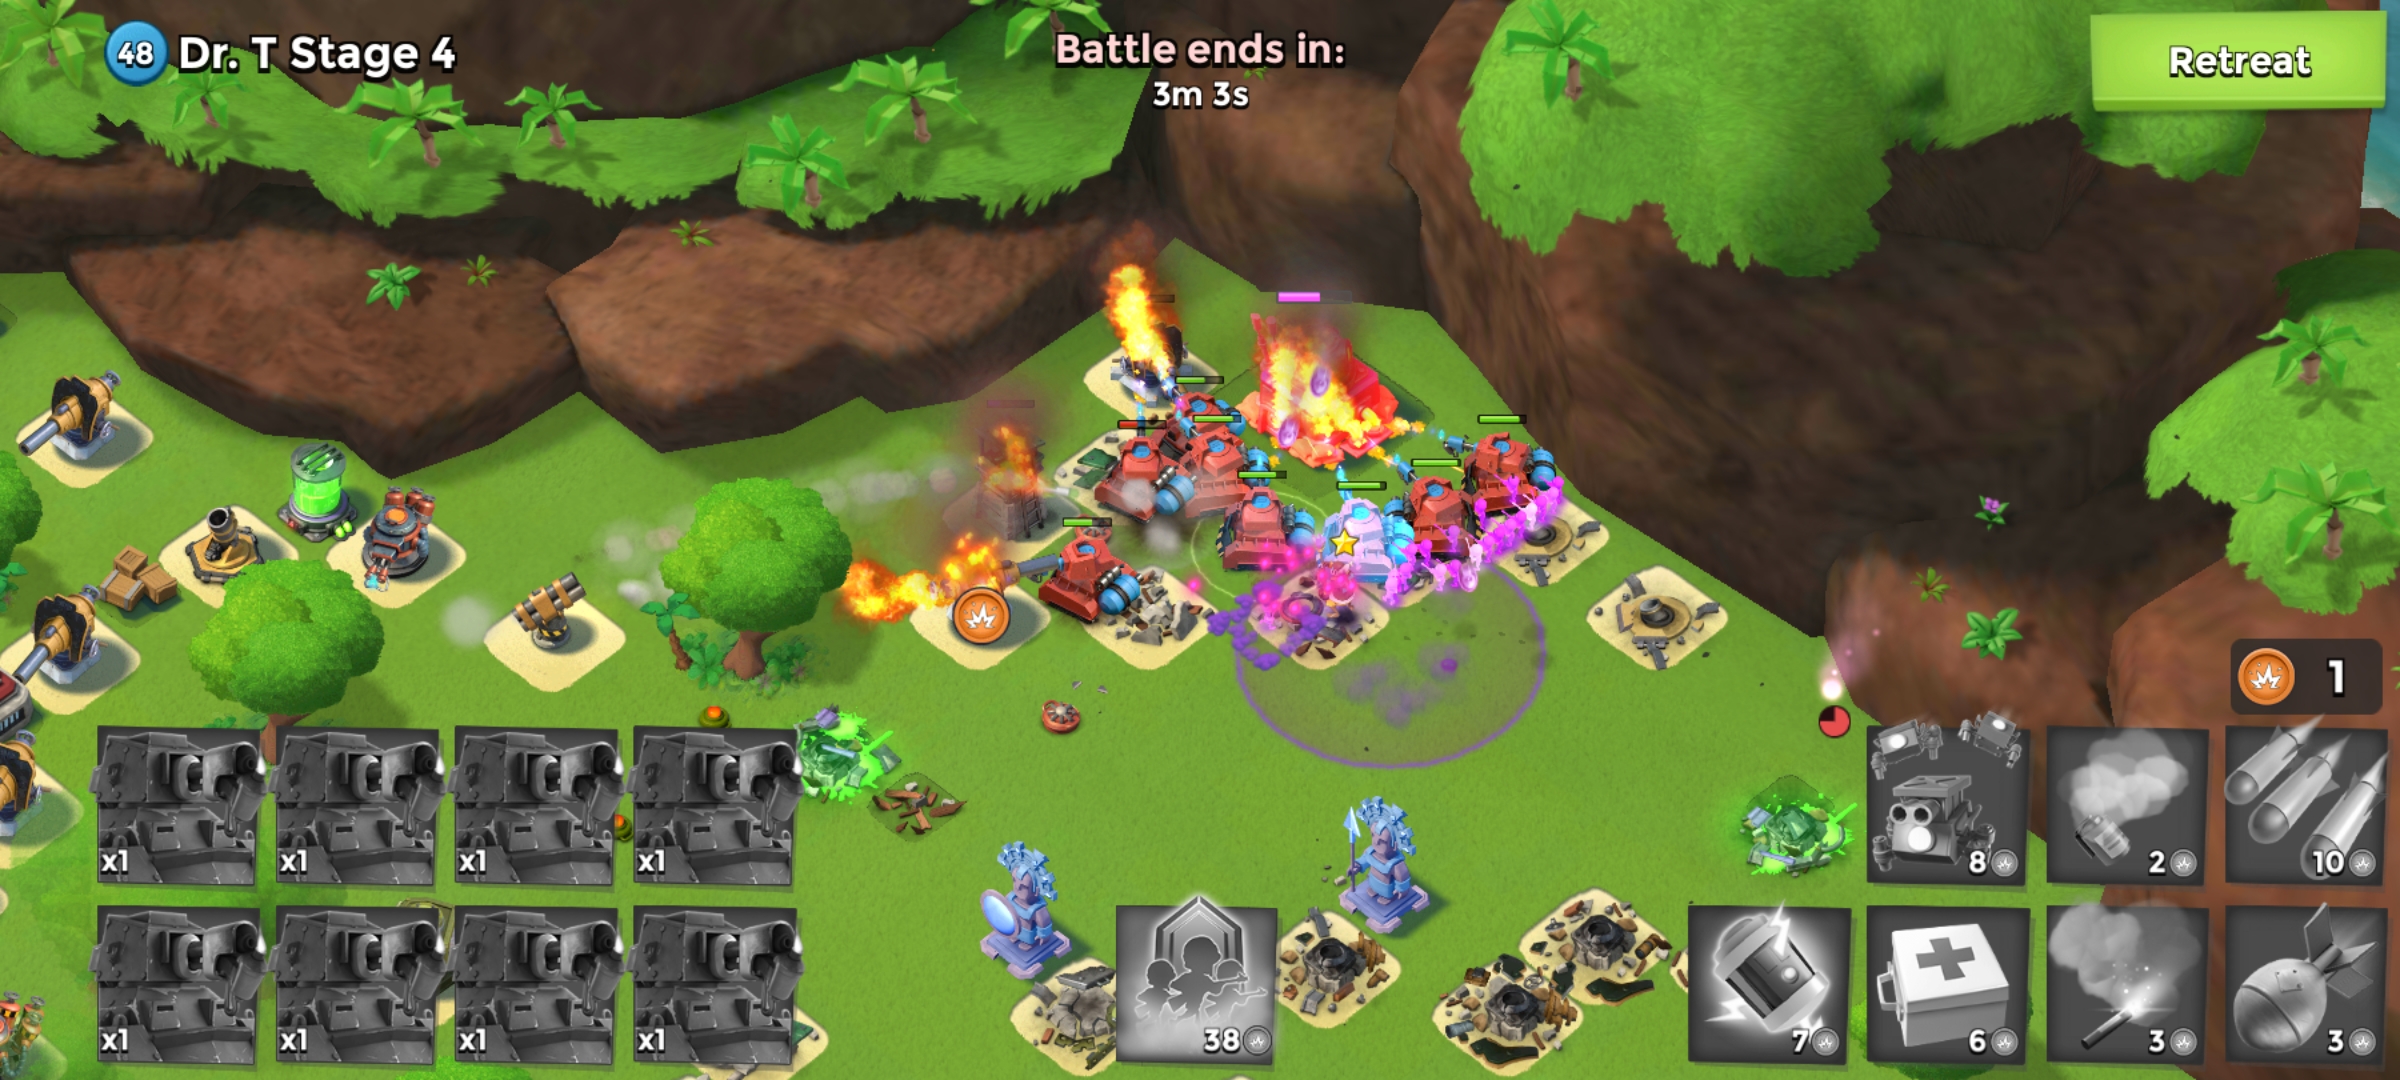 48 Dr. T Stage 4
Battle ends in:
3m 3s
Retreat
1
x1 x1 x1 x1
8 2 10
x1 x1 x1 x1
38 7 6 3 3